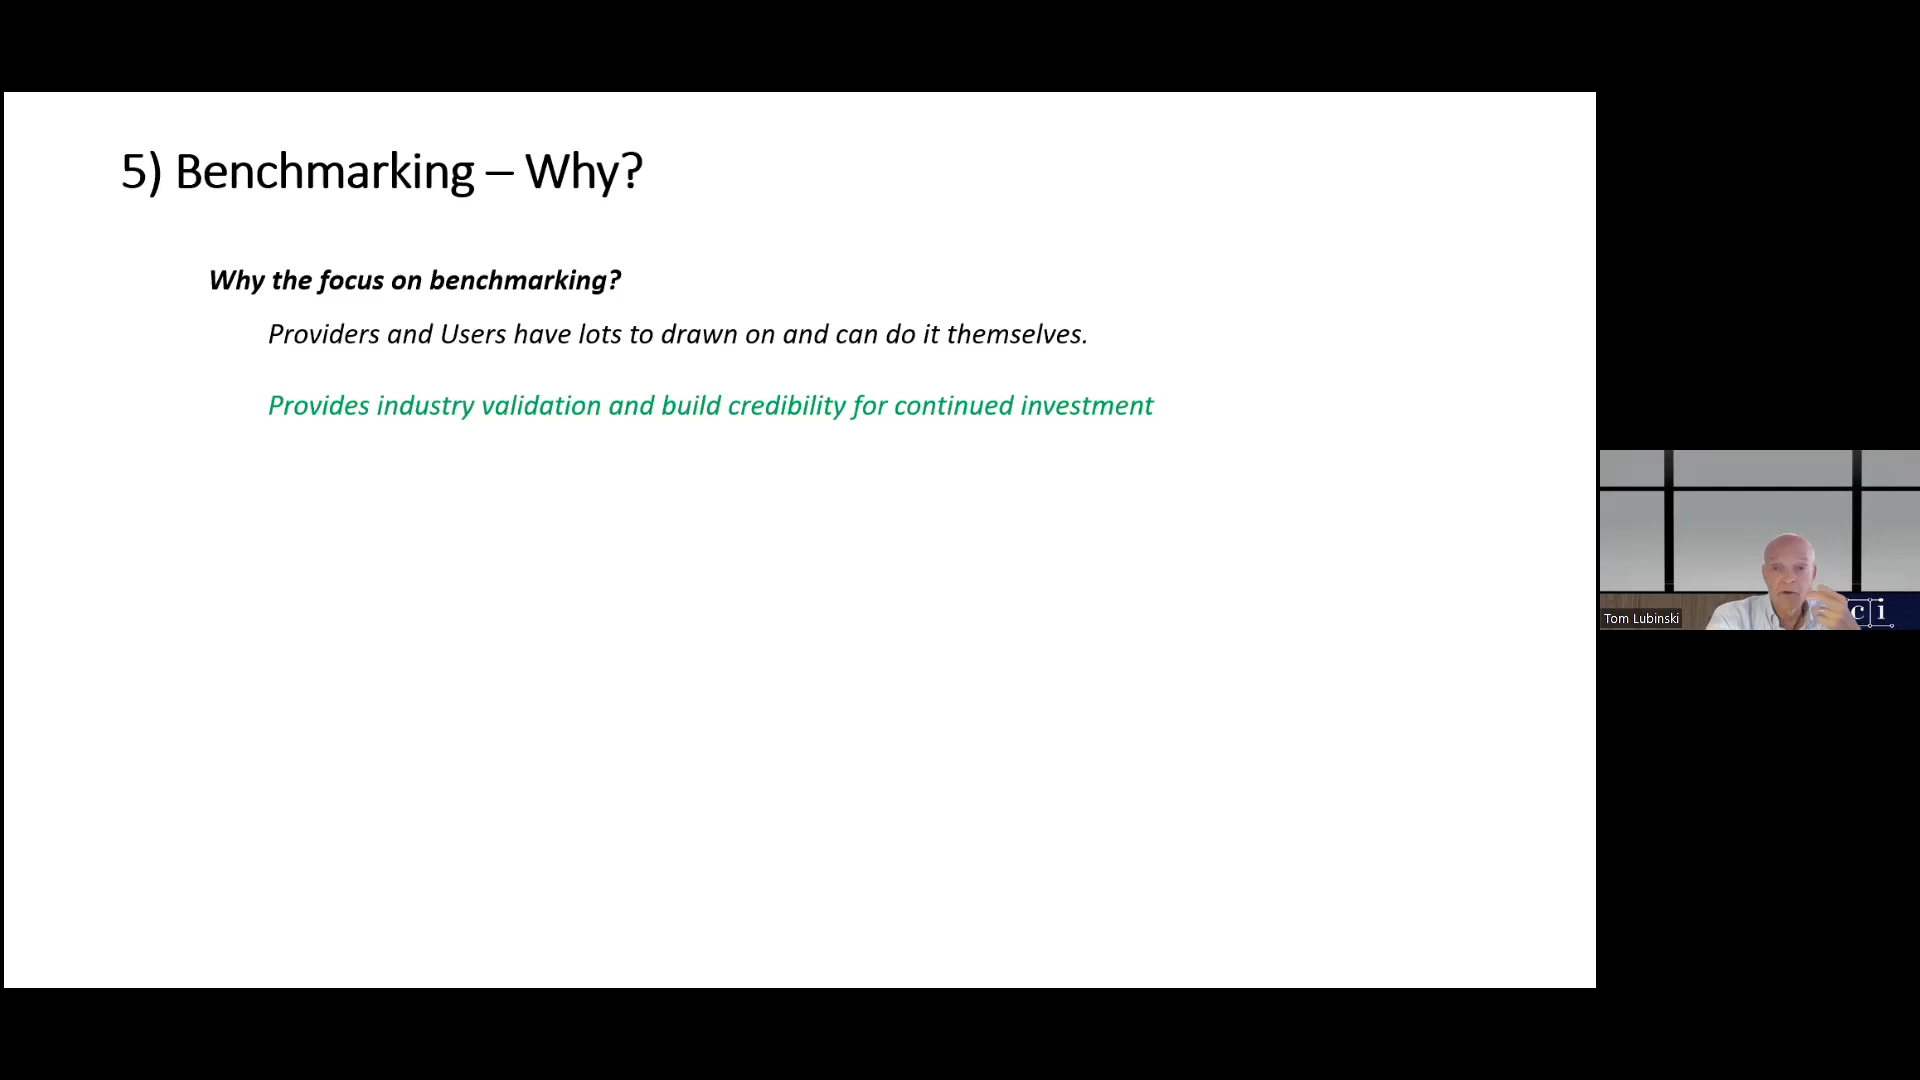 5) Benchmarking – Why?
Why the focus on benchmarking?
Providers and Users have lots to drawn on and can do it themselves.
Provides industry validation and build credibility for continued investment
Tom Lubinski
c i